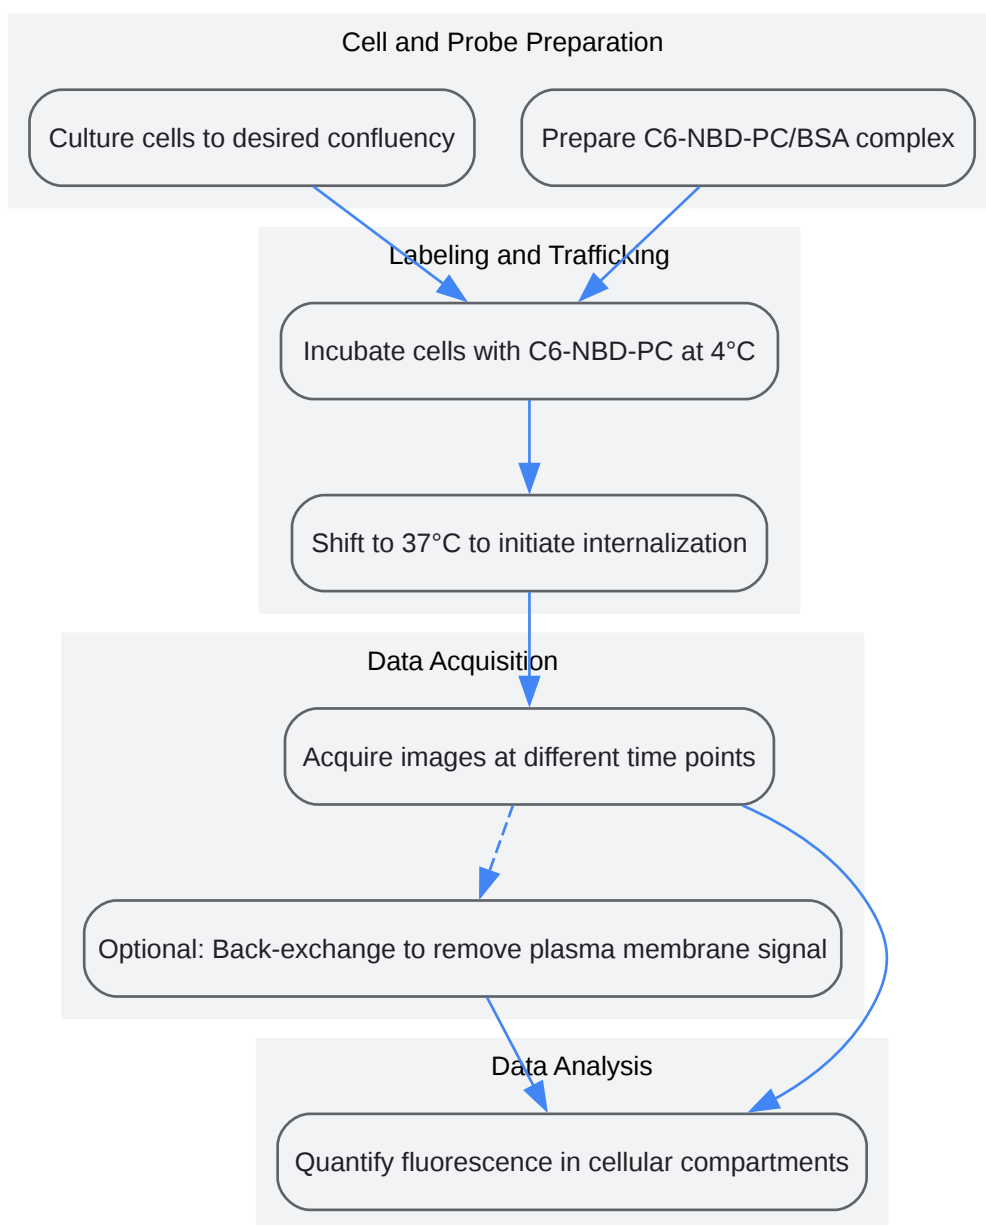 Cell and Probe Preparation
Culture cells to desired confluency
Prepare C6-NBD-PC/BSA complex
Labeling and Trafficking
Incubate cells with C6-NBD-PC at 4°C
Shift to 37°C to initiate internalization
Data Acquisition
Acquire images at different time points
Optional: Back-exchange to remove plasma membrane signal
Data Analysis
Quantify fluorescence in cellular compartments